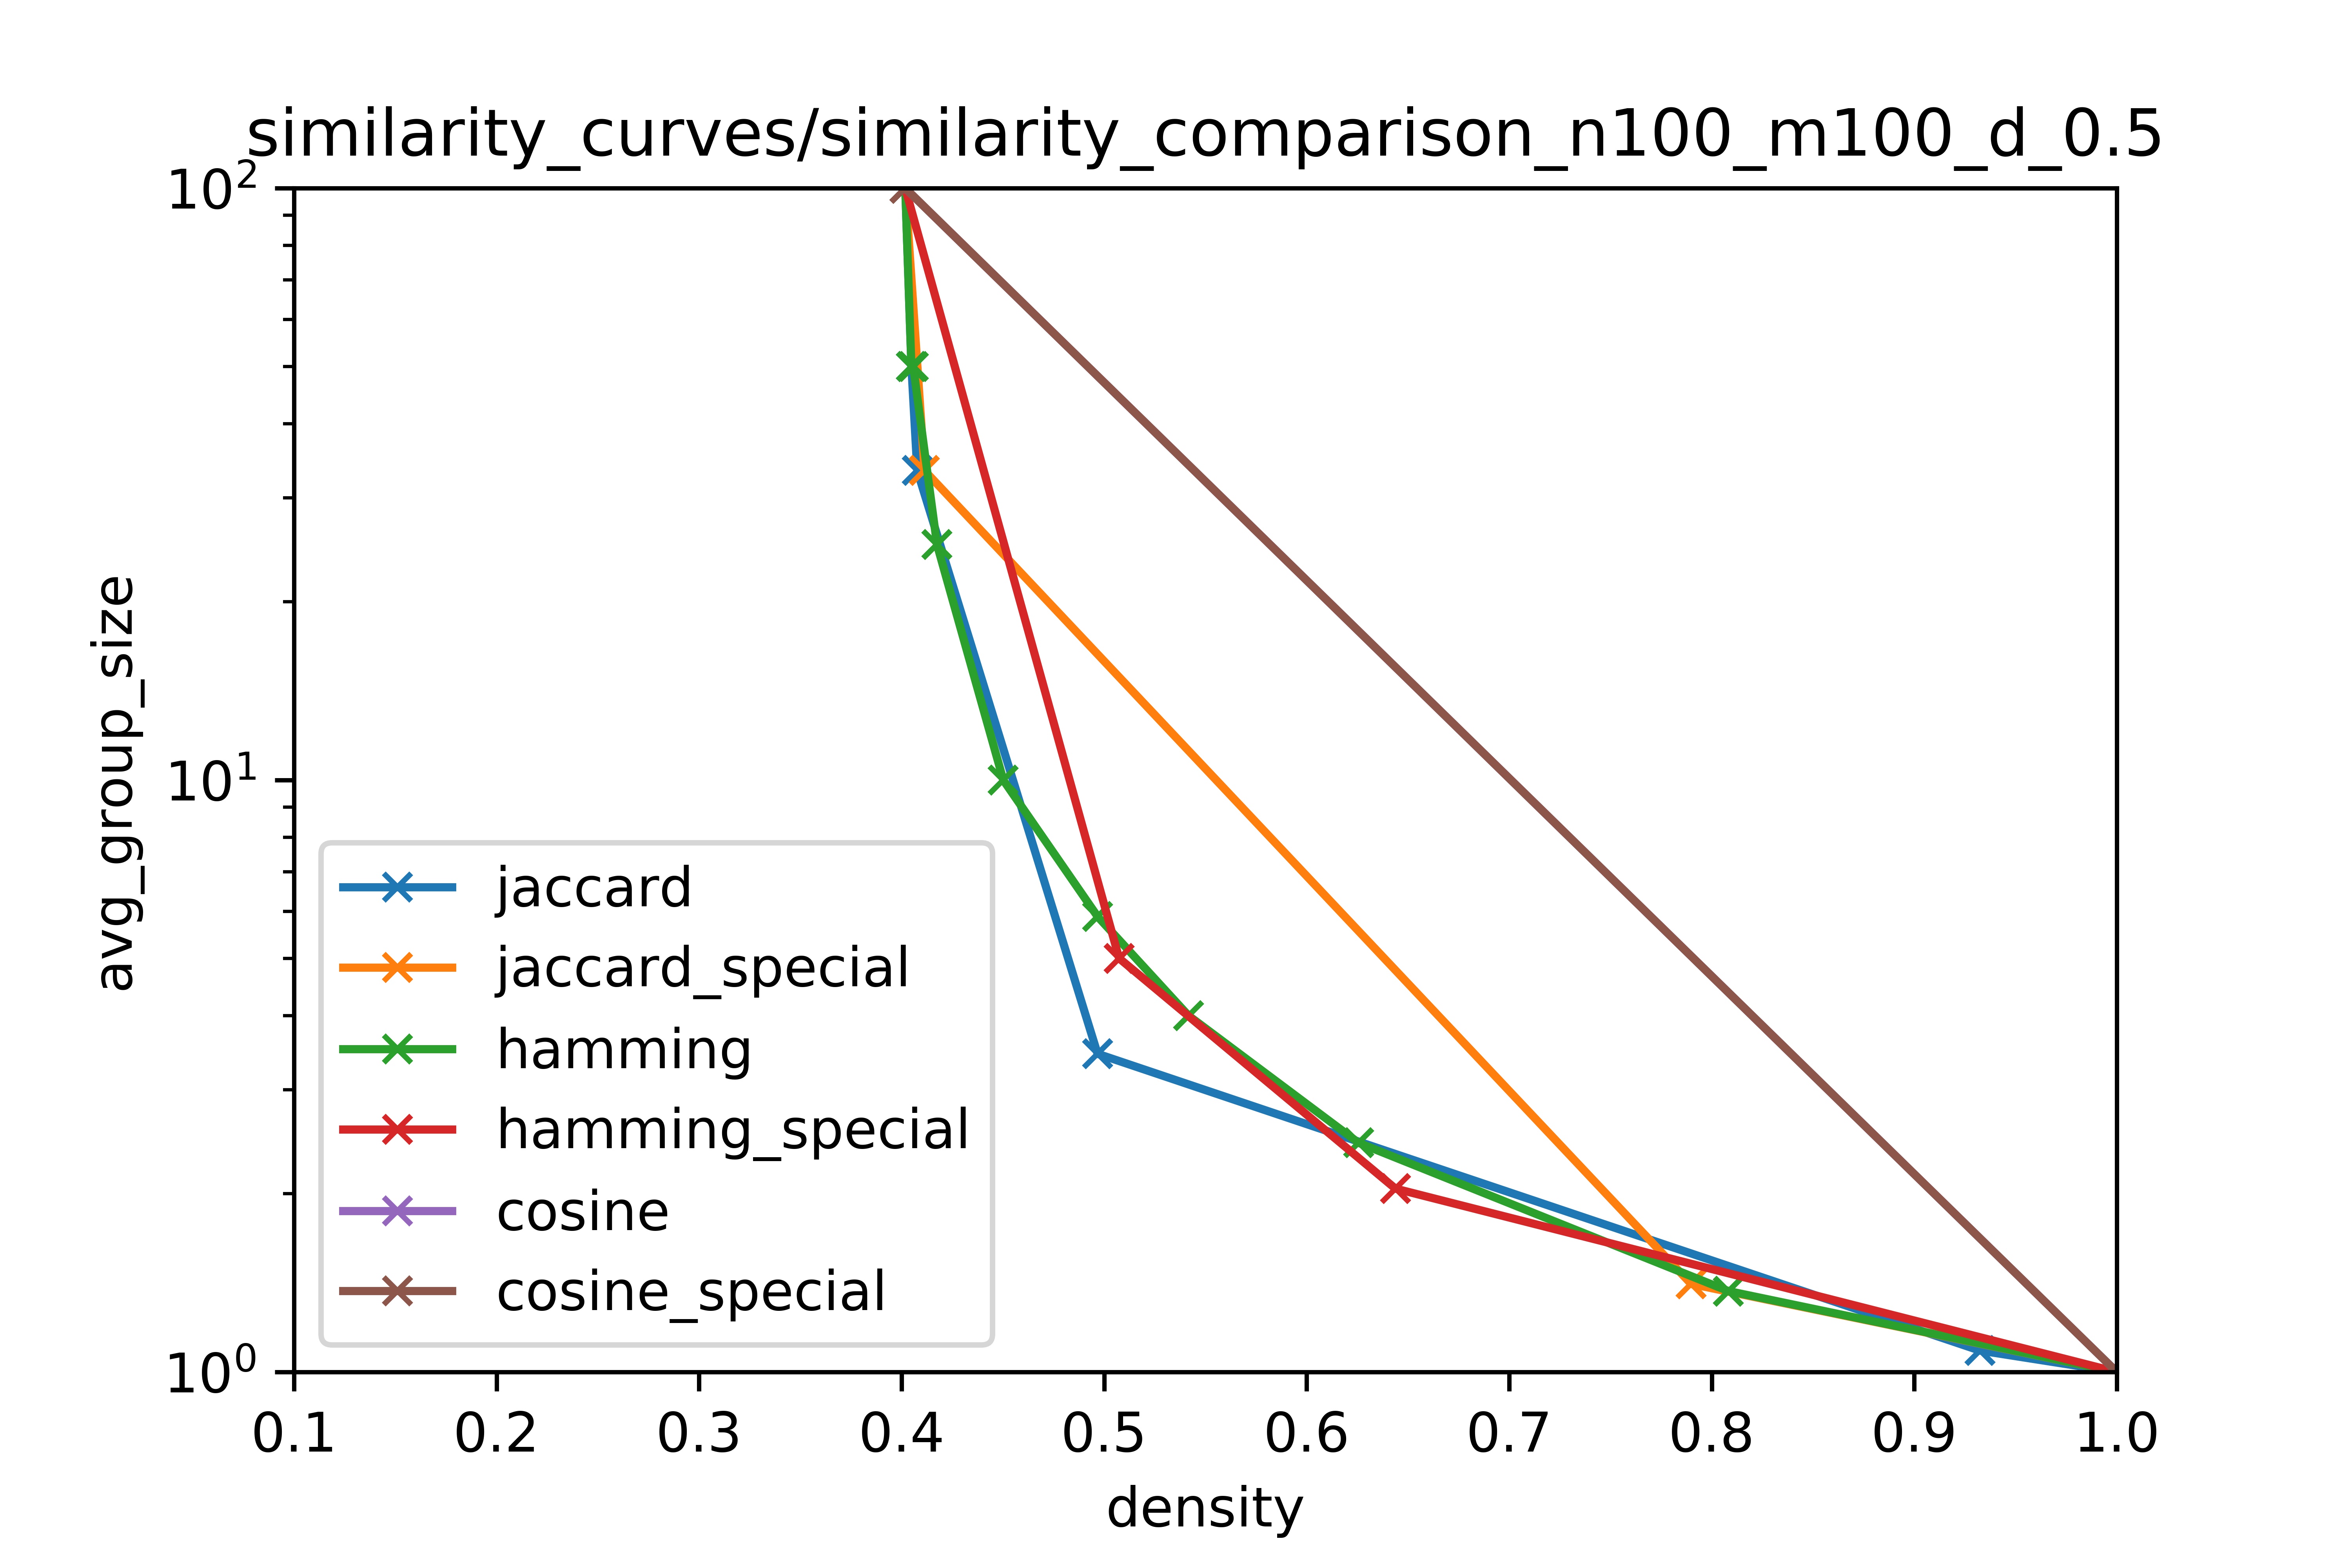 similarity_curves/similarity_comparison_n100_m100_d_0.5
10²
10¹
10⁰
avg_group_size
jaccard
jaccard_special
hamming
hamming_special
cosine
cosine_special
0.1 0.2 0.3 0.4 0.5 0.6 0.7 0.8 0.9 1.0
density